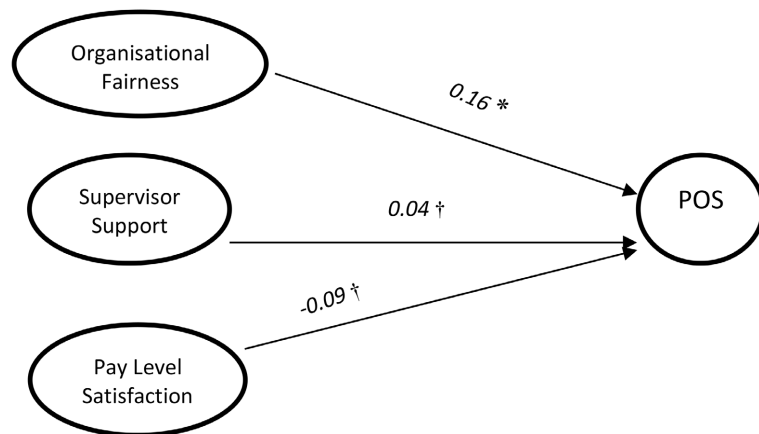 Organisational
Fairness
0.16 *
Supervisor
Support
0.04 †
POS
-0.09 †
Pay Level
Satisfaction